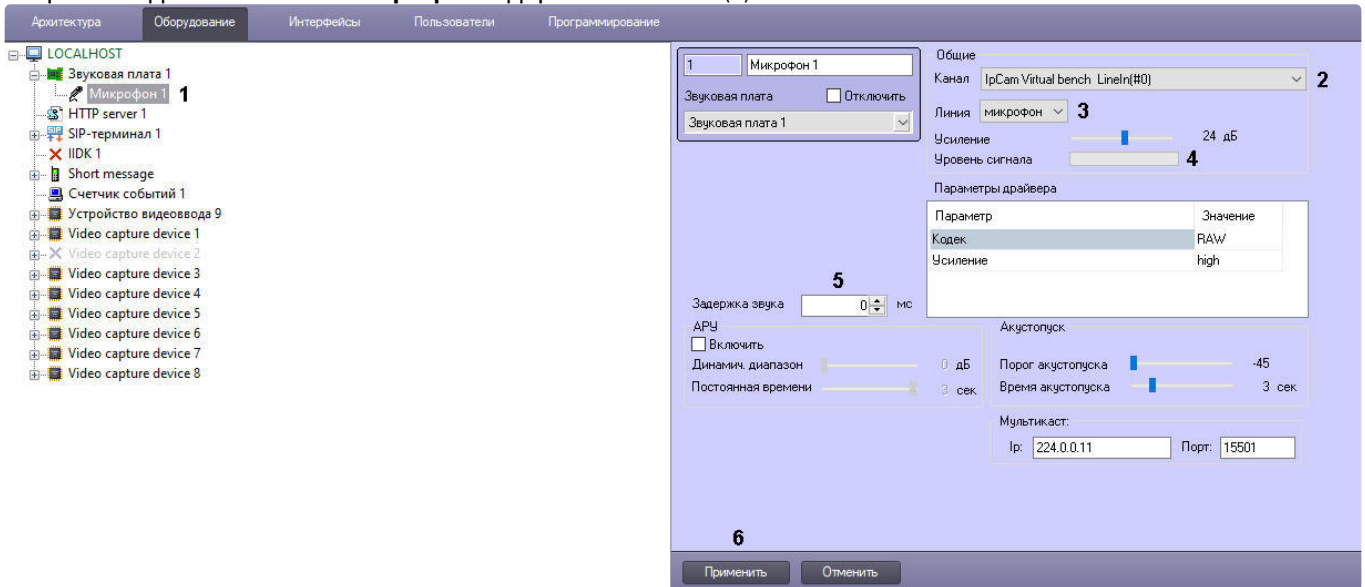 Архитектура Оборудование Интерфейсы Пользователи Программирование
LOCALHOST
Звуковая плата 1
Микрофон 1 1
HTTP server 1
SIP-терминал 1
IIDK 1
Short message
Счетчик событий 1
Устройство видеоввода 9
Video capture device 1
Video capture device 2
Video capture device 3
Video capture device 4
Video capture device 5
Video capture device 6
Video capture device 7
Video capture device 8
1 Микрофон 1
Звуковая плата Отключить
Звуковая плата 1
Общие
Канал IpCam Virtual bench LineIn(#0) 2
Линия микрофон 3
Усиление 24 дБ
Уровень сигнала 4
Параметры драйвера
Параметр Значение
Кодек RAW
Усиление high
5
Задержка звука 0 мс
АРУ
Включить
Динамич. диапазон 0 дБ
Постоянная времени 3 сек
Акустопуск
Порог акустопуска -45
Время акустопуска 3 сек
Мультикаст:
Ip: 224.0.0.11 Порт: 15501
6
Применить Отменить